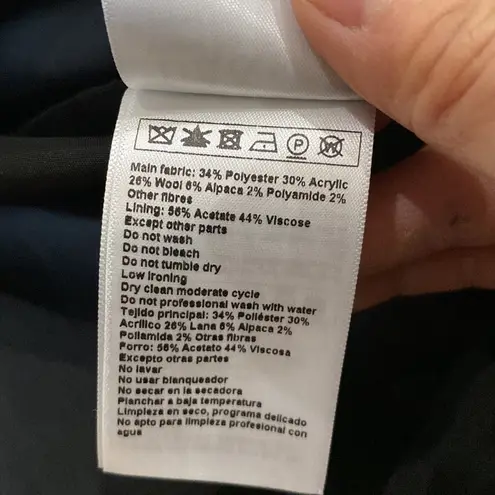 P W
Main fabric: 34% Polyester 30% Acrylic
26% Wool 6% Alpaca 2% Polyamide 2%
Other fibres
Lining: 56% Acetate 44% Viscose
Except other parts
Do not wash
Do not bleach
Do not tumble dry
Low ironing
Dry clean moderate cycle
Do not professional wash with water
Tejido principal: 34% Poliéster 30%
Acrílico 26% Lana 6% Alpaca 2%
Poliamida 2% Otras fibras
Forro: 56% Acetato 44% Viscosa
Excepto otras partes
No lavar
No usar blanqueador
No secar en la secadora
Planchar a baja temperatura
Limpieza en seco, programa delicado
No apto para limpieza profesional con
agua